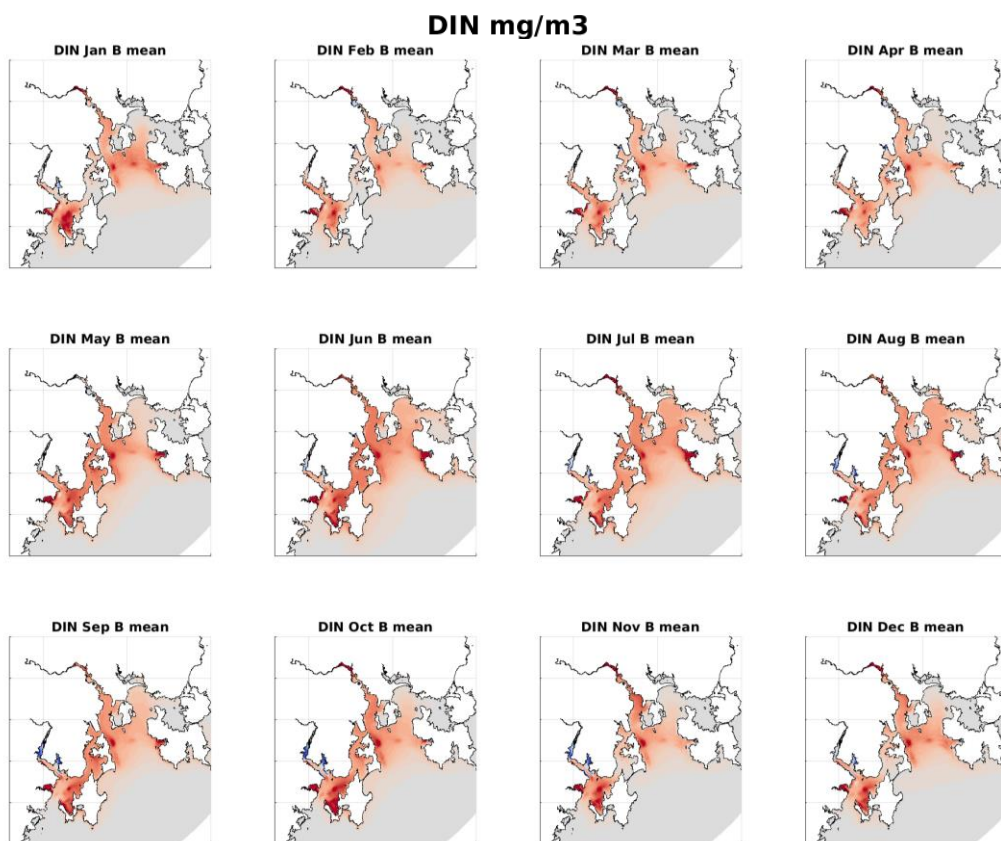 DIN mg/m3
DIN Jan B mean
DIN Feb B mean
DIN Mar B mean
DIN Apr B mean
DIN May B mean
DIN Jun B mean
DIN Jul B mean
DIN Aug B mean
DIN Sep B mean
DIN Oct B mean
DIN Nov B mean
DIN Dec B mean